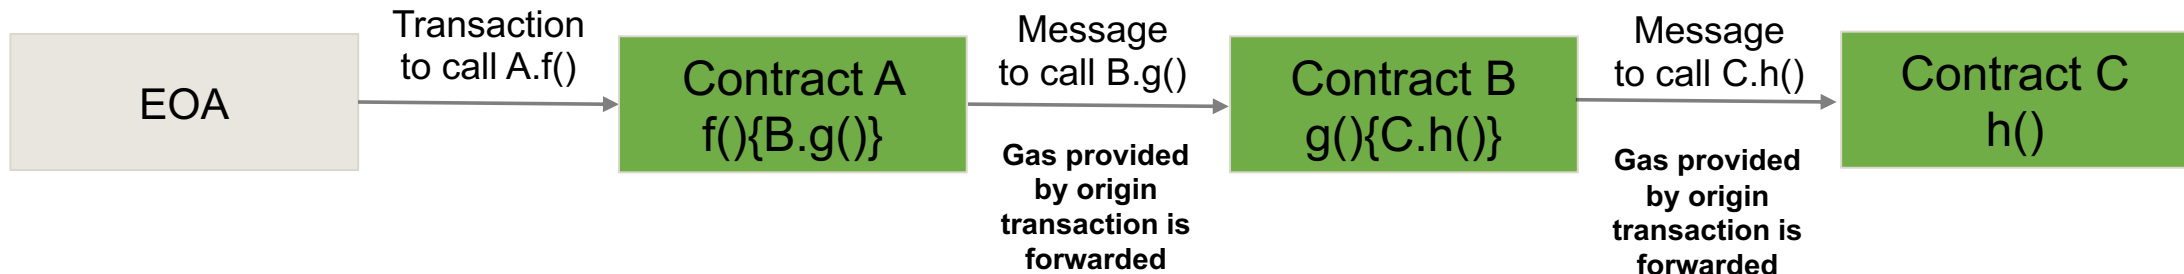 EOA
Transaction
to call A.f()
Contract A
f(){B.g()}
Message
to call B.g()
Gas provided
by origin
transaction is
forwarded
Contract B
g(){C.h()}
Message
to call C.h()
Gas provided
by origin
transaction is
forwarded
Contract C
h()